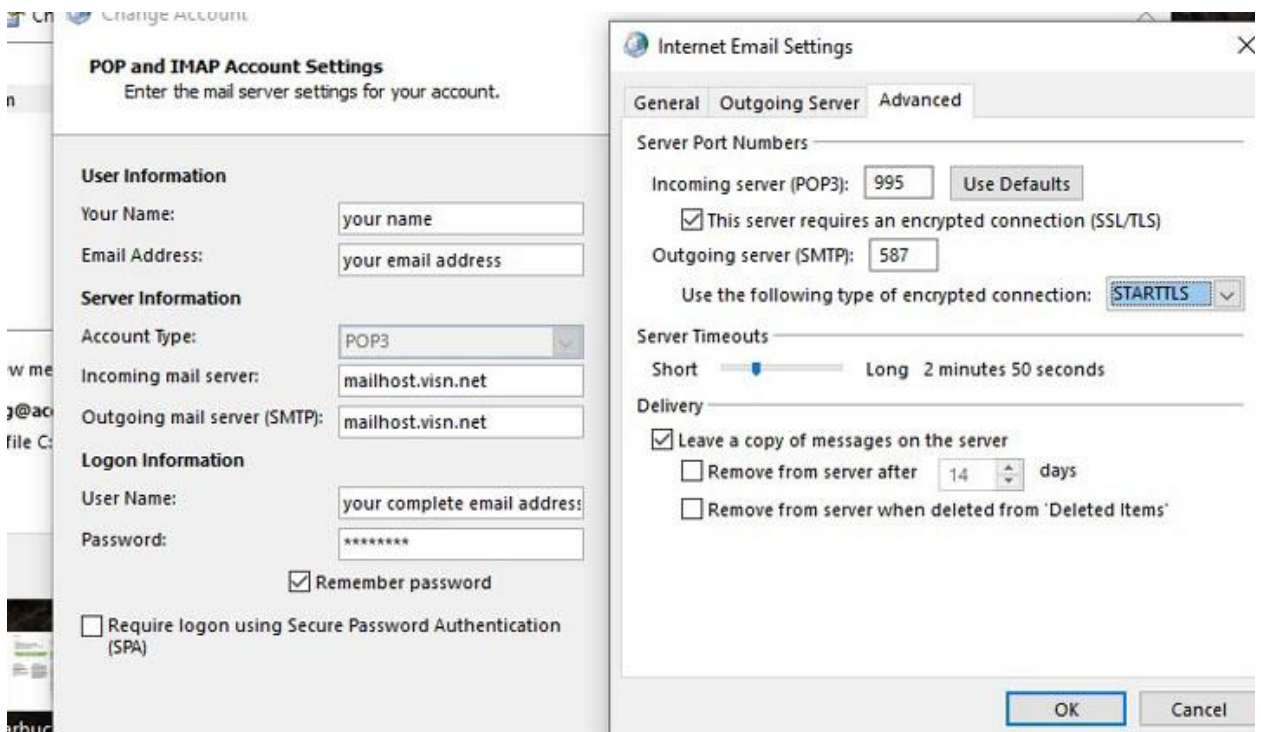 Change Account
POP and IMAP Account Settings
Enter the mail server settings for your account.
User Information
Your Name: your name
Email Address: your email address
Server Information
Account Type: POP3
Incoming mail server: mailhost.visn.net
Outgoing mail server (SMTP): mailhost.visn.net
Logon Information
User Name: your complete email address
Password: ********
Remember password
Require logon using Secure Password Authentication
(SPA)
Internet Email Settings
General Outgoing Server Advanced
Server Port Numbers
Incoming server (POP3): 995 Use Defaults
This server requires an encrypted connection (SSL/TLS)
Outgoing server (SMTP): 587
Use the following type of encrypted connection: STARTTLS
Server Timeouts
Short Long 2 minutes 50 seconds
Delivery
Leave a copy of messages on the server
Remove from server after 14 days
Remove from server when deleted from 'Deleted Items'
OK Cancel